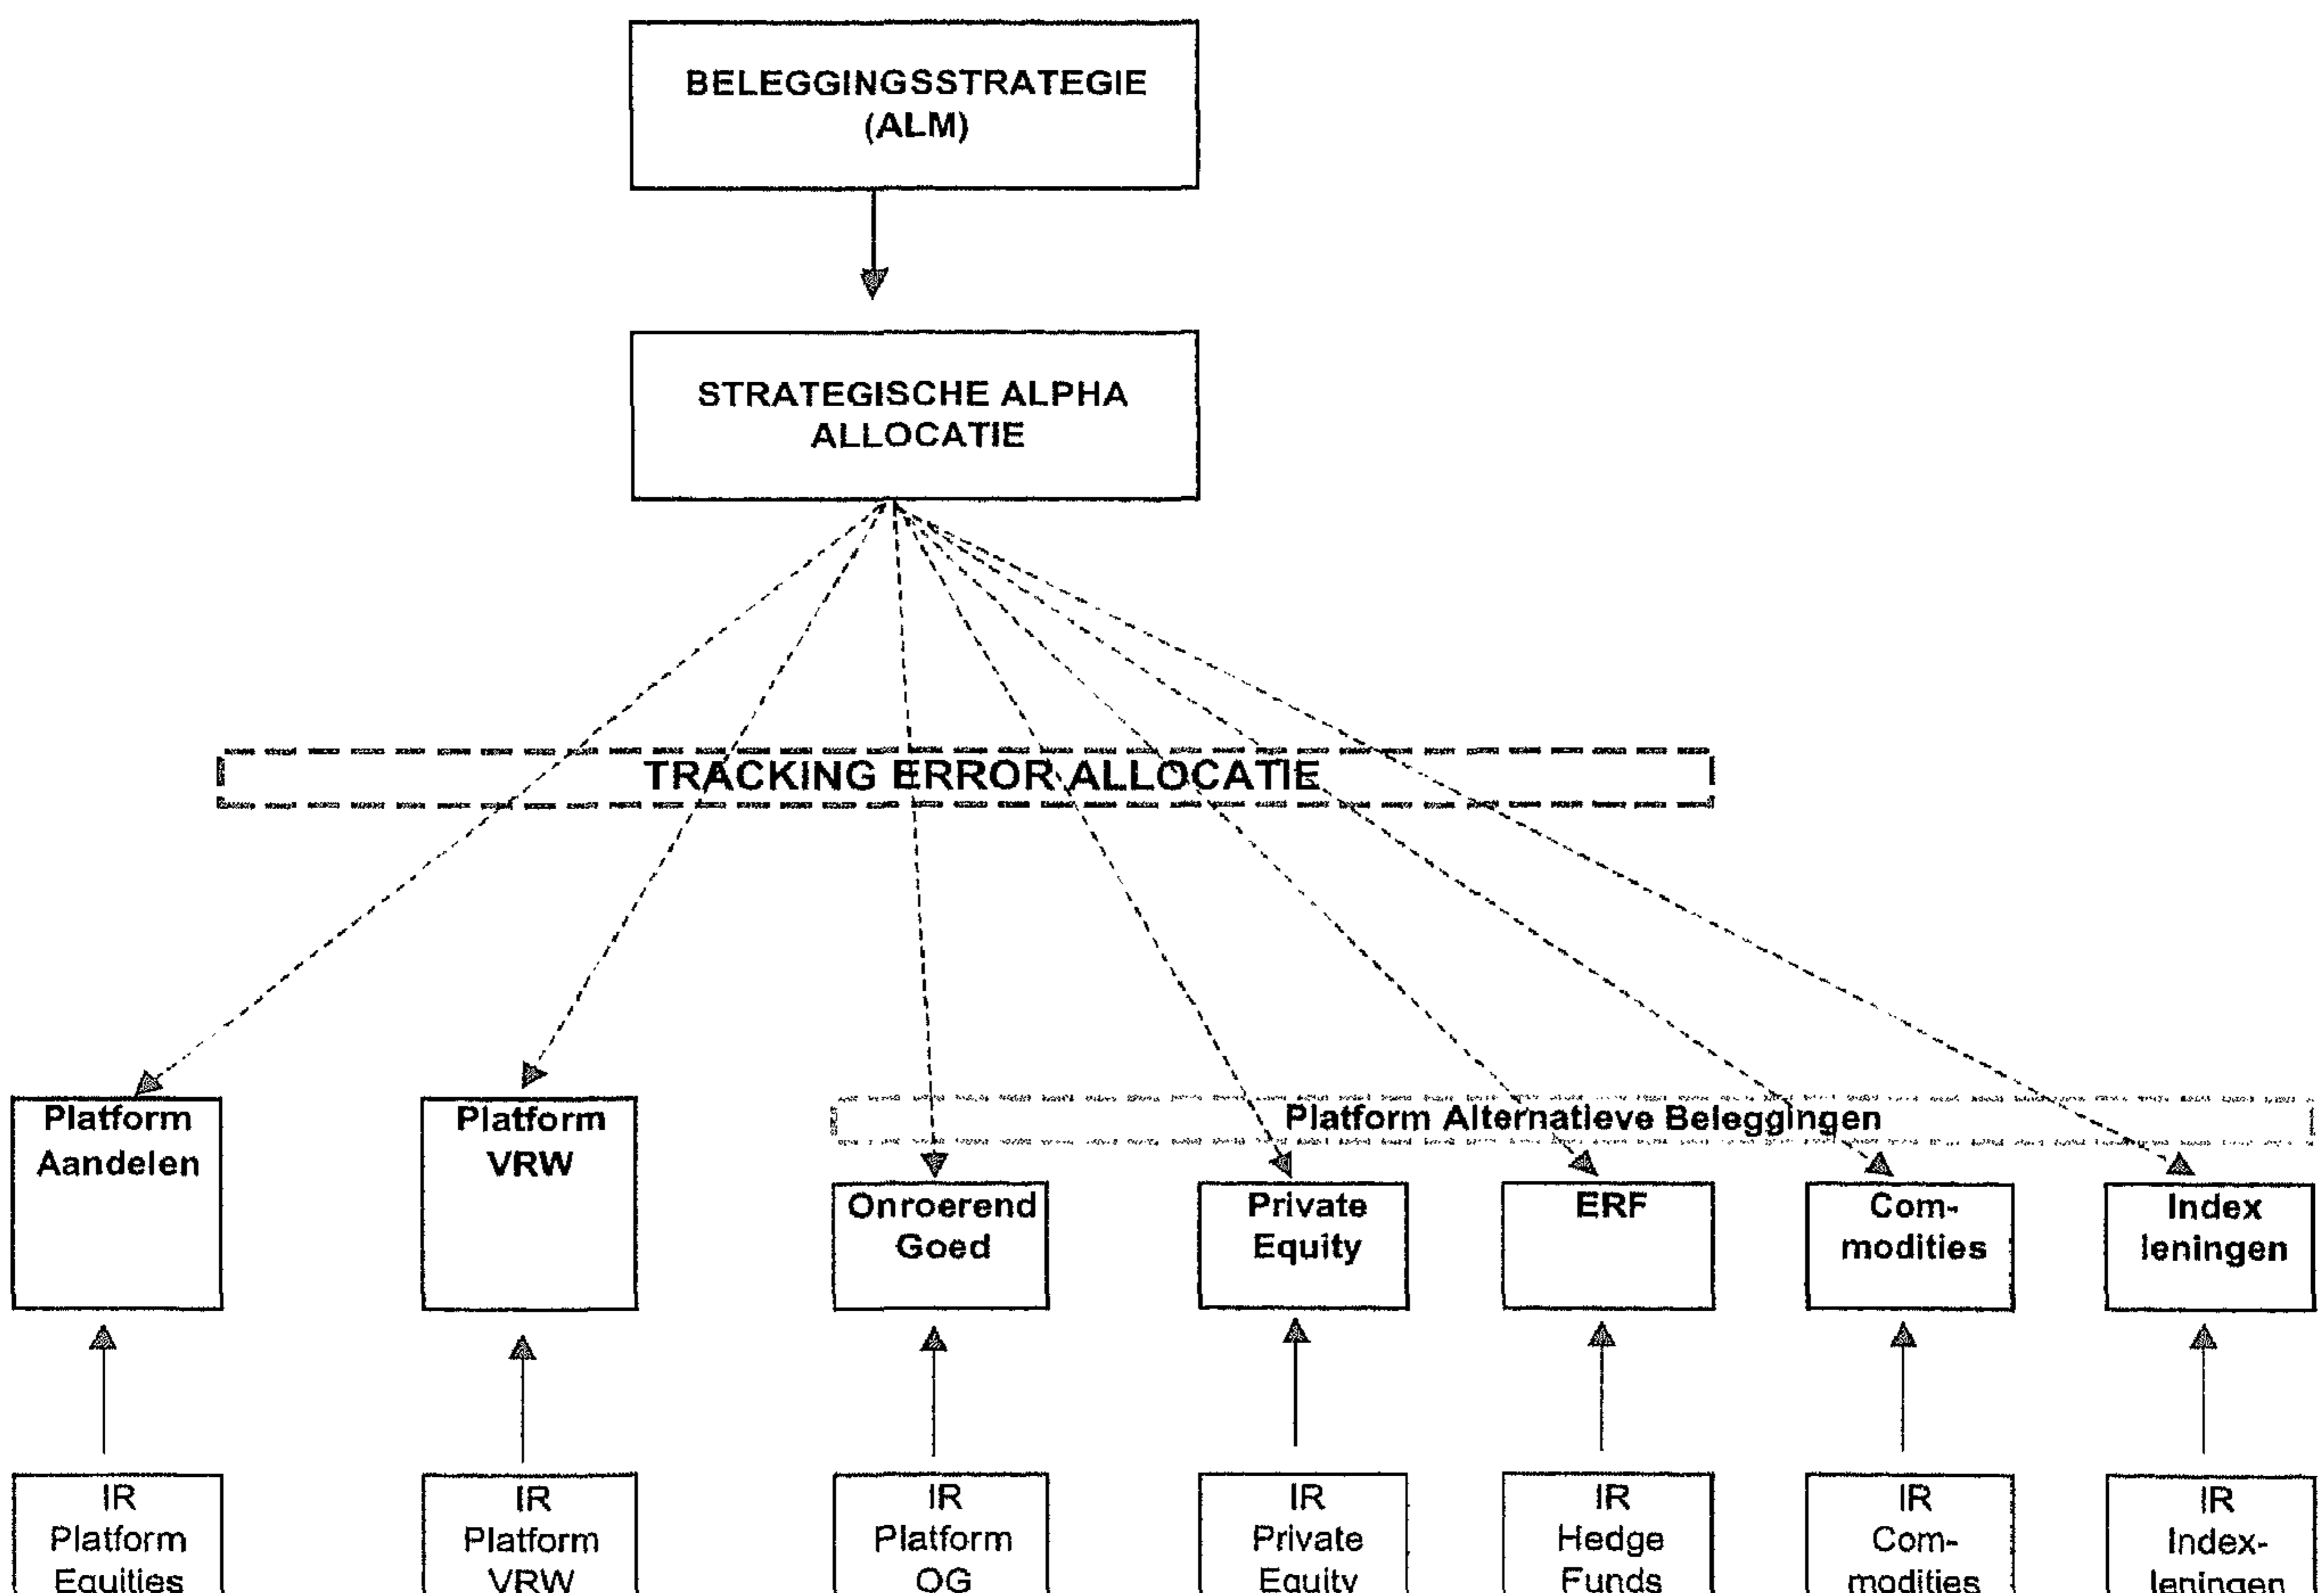 BELEGGINGSSTRATEGIE
(ALM)
STRATEGISCHE ALPHA
ALLOCATIE
TRACKING ERROR ALLOCATIE
Platform
Aandelen
Platform
VRW
Platform Alternatieve Beleggingen
Onroerend
Goed
Private
Equity
ERF
Com-
modities
Index
leningen
IR
Platform
Equities
IR
Platform
VRW
IR
Platform
OG
IR
Private
Equity
IR
Hedge
Funds
IR
Com-
modities
IR
Index-
leningen